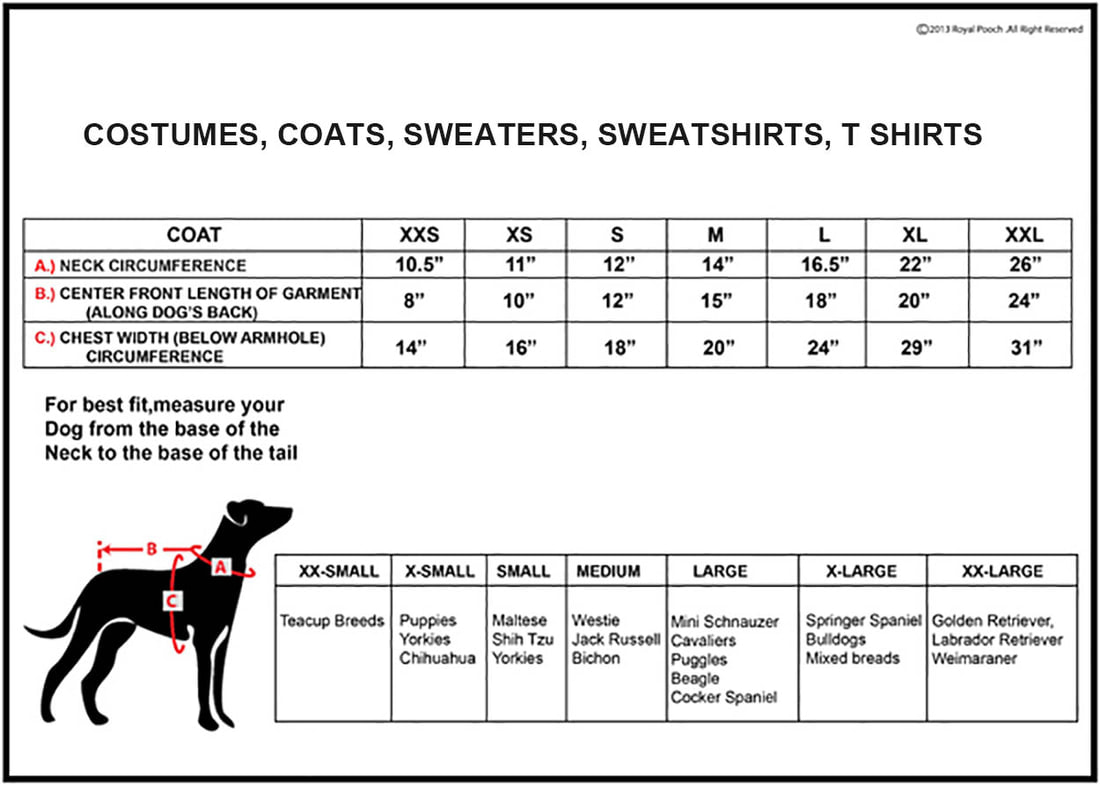 ©2013 Royal Pooch .All Right Reserved
COSTUMES, COATS, SWEATERS, SWEATSHIRTS, T SHIRTS
COAT XXS XS S M L XL XXL
A.) NECK CIRCUMFERENCE 10.5” 11” 12” 14” 16.5” 22” 26”
B.) CENTER FRONT LENGTH OF GARMENT
(ALONG DOG’S BACK) 8” 10” 12” 15” 18” 20” 24”
C.) CHEST WIDTH (BELOW ARMHOLE)
CIRCUMFERENCE 14” 16” 18” 20” 24” 29” 31”
For best fit,measure your
Dog from the base of the
Neck to the base of the tail
B
A
C
XX-SMALL X-SMALL SMALL MEDIUM LARGE X-LARGE XX-LARGE
Teacup Breeds Puppies Maltese Westie Mini Schnauzer Springer Spaniel Golden Retriever,
Yorkies Shih Tzu Jack Russell Cavaliers Bulldogs Labrador Retriever
Chihuahua Yorkies Bichon Puggles Mixed breads Weimaraner
Beagle
Cocker Spaniel